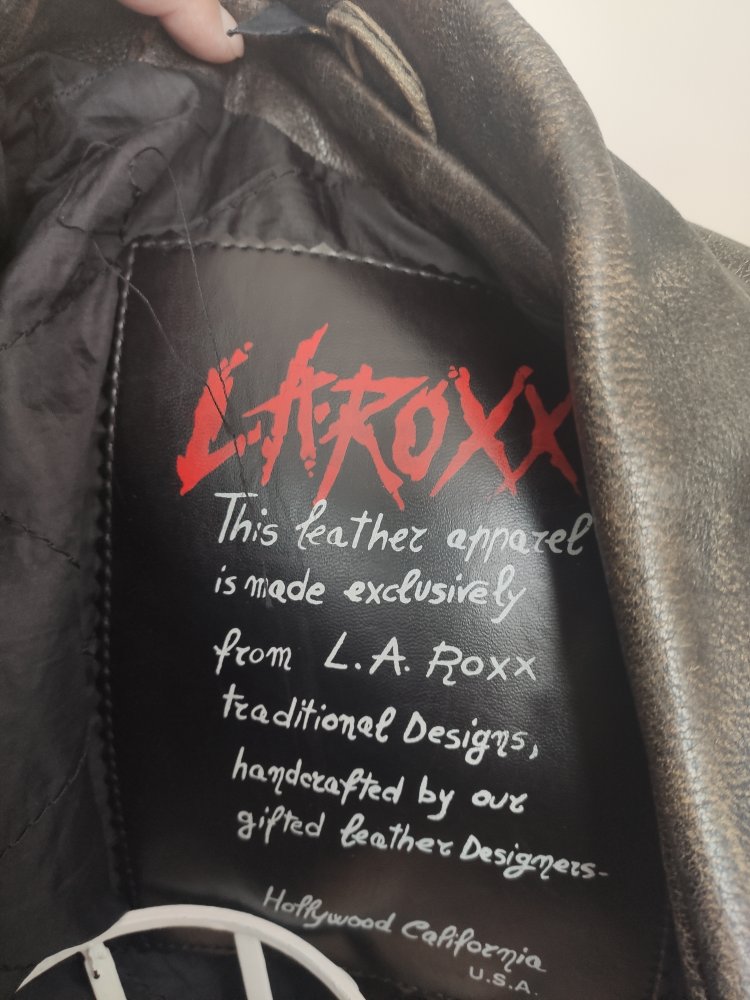 L.A.ROXX
This leather apparel
is made exclusively
from L.A. Roxx
traditional Designs,
handcrafted by our
gifted leather Designers-
Hollywood California
U.S.A.